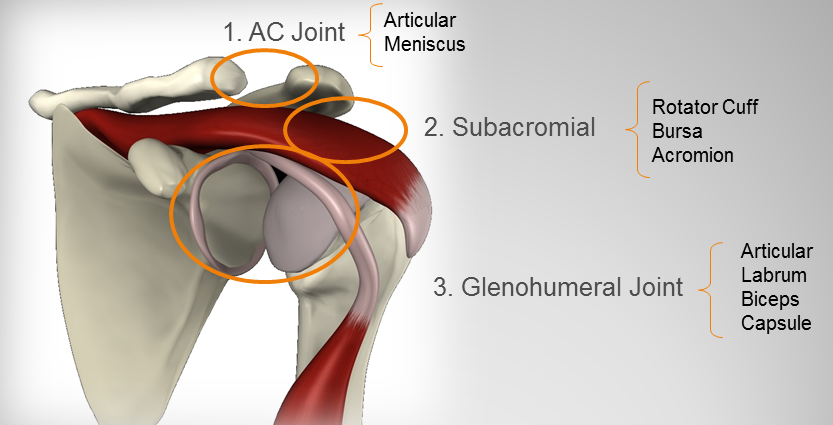 1. AC Joint
Articular
Meniscus
2. Subacromial
Rotator Cuff
Bursa
Acromion
3. Glenohumeral Joint
Articular
Labrum
Biceps
Capsule